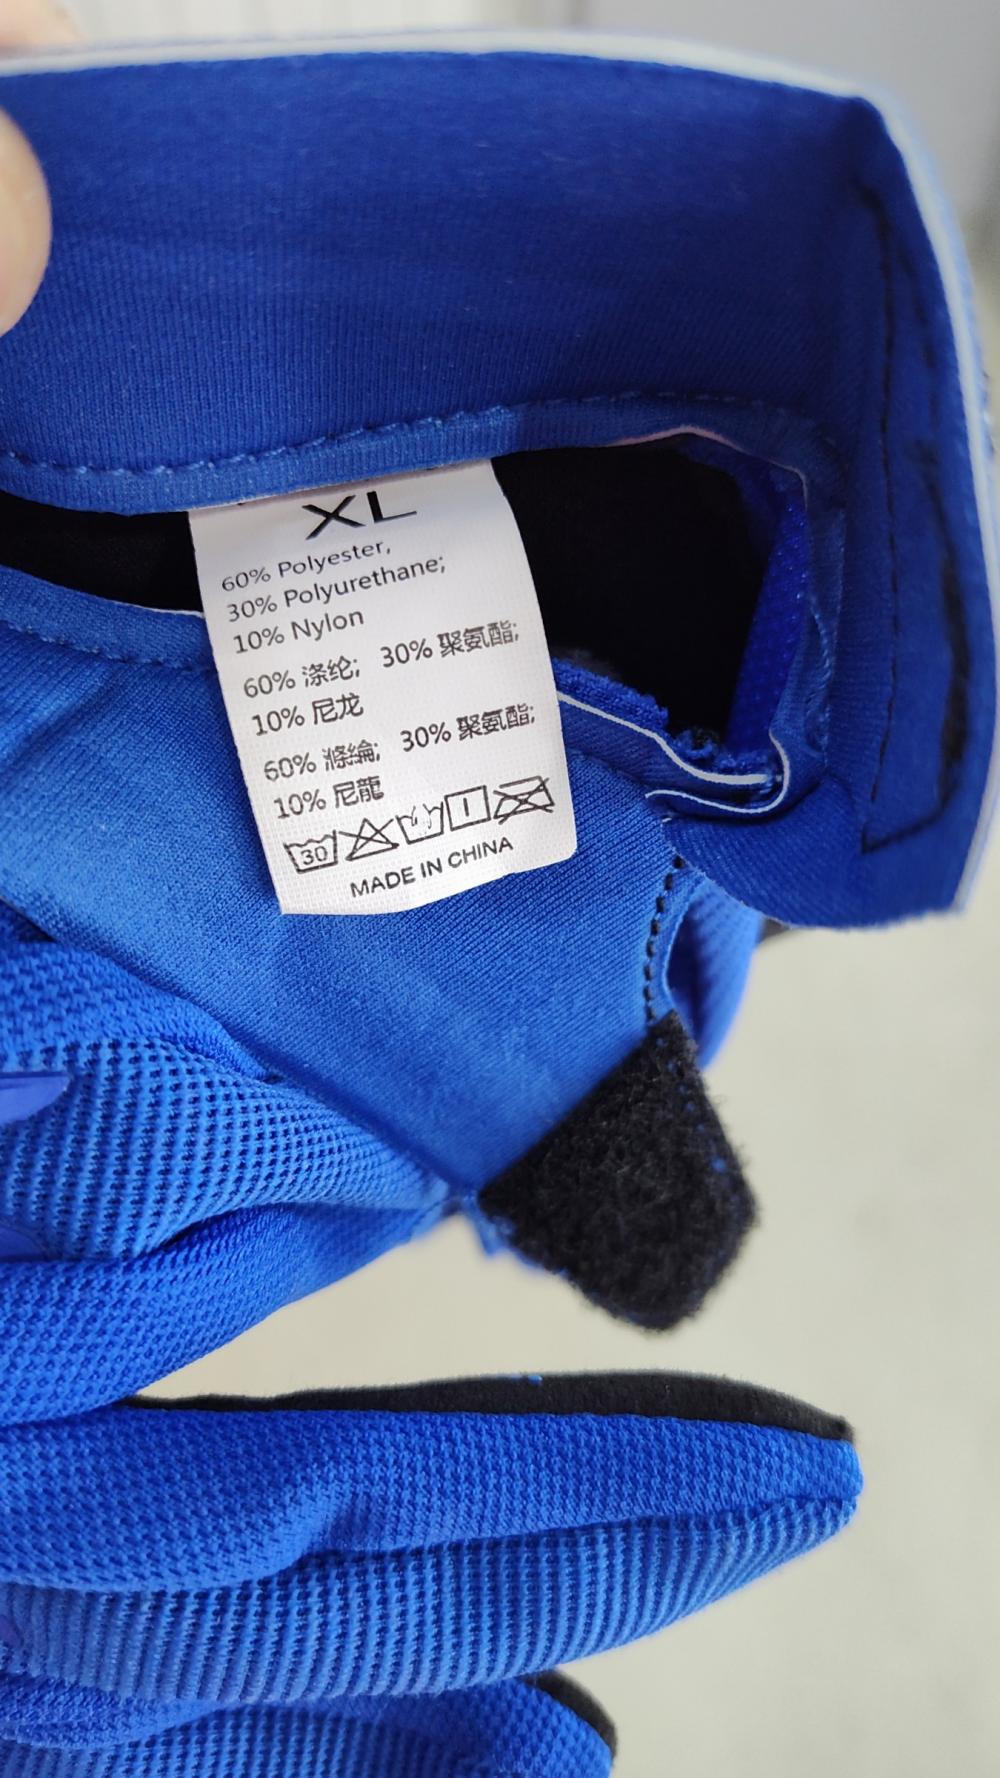 XL
60% Polyester,
30% Polyurethane;
10% Nylon
60% 涤纶; 30% 聚氨酯;
10% 尼龙
60% 滌綸; 30% 聚氨酯;
10% 尼龍
30
MADE IN CHINA